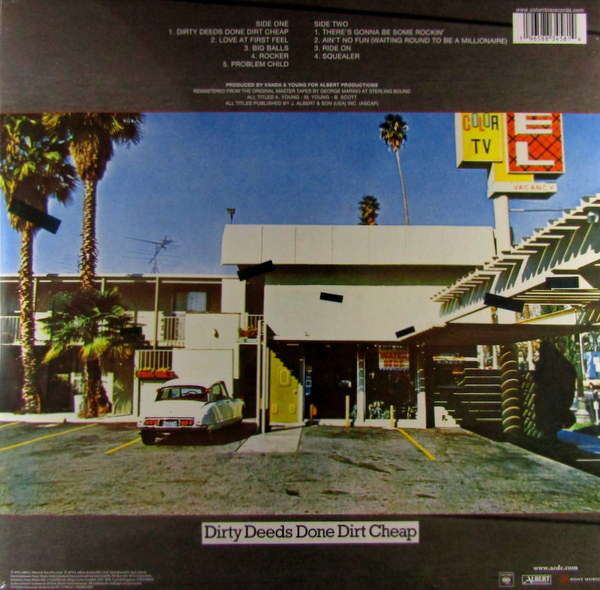 www.columbiarecords.com
SIDE ONE
1. DIRTY DEEDS DONE DIRT CHEAP
2. LOVE AT FIRST FEEL
3. BIG BALLS
4. ROCKER
5. PROBLEM CHILD
SIDE TWO
1. THERE'S GONNA BE SOME ROCKIN'
2. AIN'T NO FUN (WAITING ROUND TO BE A MILLIONAIRE)
3. RIDE ON
4. SQUEALER
PRODUCED BY VANDA & YOUNG FOR ALBERT PRODUCTIONS
REMASTERED FROM THE ORIGINAL MASTER TAPES BY GEORGE MARINO AT STERLING SOUND
ALL TITLES A. YOUNG - M. YOUNG - B. SCOTT
ALL TITLES PUBLISHED BY J. ALBERT & SON (USA) INC. (ASCAP)
COLOR
TV
EL
VACANCY
Dirty Deeds Done Dirt Cheap
www.acdc.com
ALBERT
SONY MUSIC